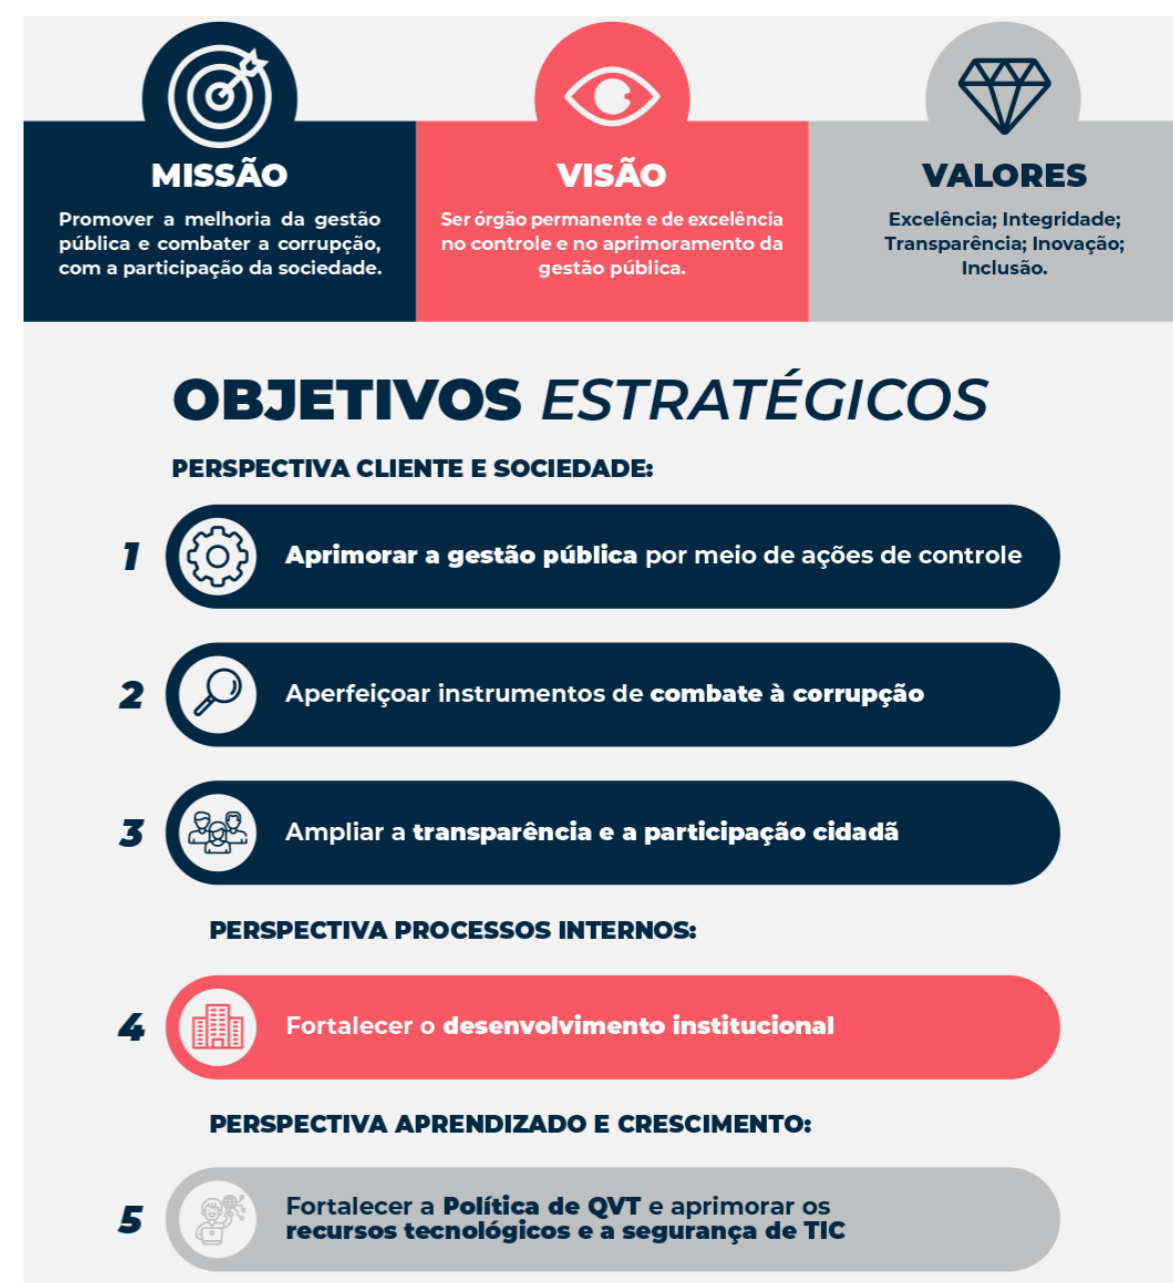 MISSÃO
Promover a melhoria da gestão
pública e combater a corrupção,
com a participação da sociedade.
VISÃO
Ser órgão permanente e de excelência
no controle e no aprimoramento da
gestão pública.
VALORES
Excelência; Integridade;
Transparência; Inovação;
Inclusão.
OBJETIVOS ESTRATÉGICOS
PERSPECTIVA CLIENTE E SOCIEDADE:
1
Aprimorar a gestão pública por meio de ações de controle
2
Aperfeiçoar instrumentos de combate à corrupção
3
Ampliar a transparência e a participação cidadã
PERSPECTIVA PROCESSOS INTERNOS:
4
Fortalecer o desenvolvimento institucional
PERSPECTIVA APRENDIZADO E CRESCIMENTO:
5
Fortalecer a Política de QVT e aprimorar os
recursos tecnológicos e a segurança de TIC